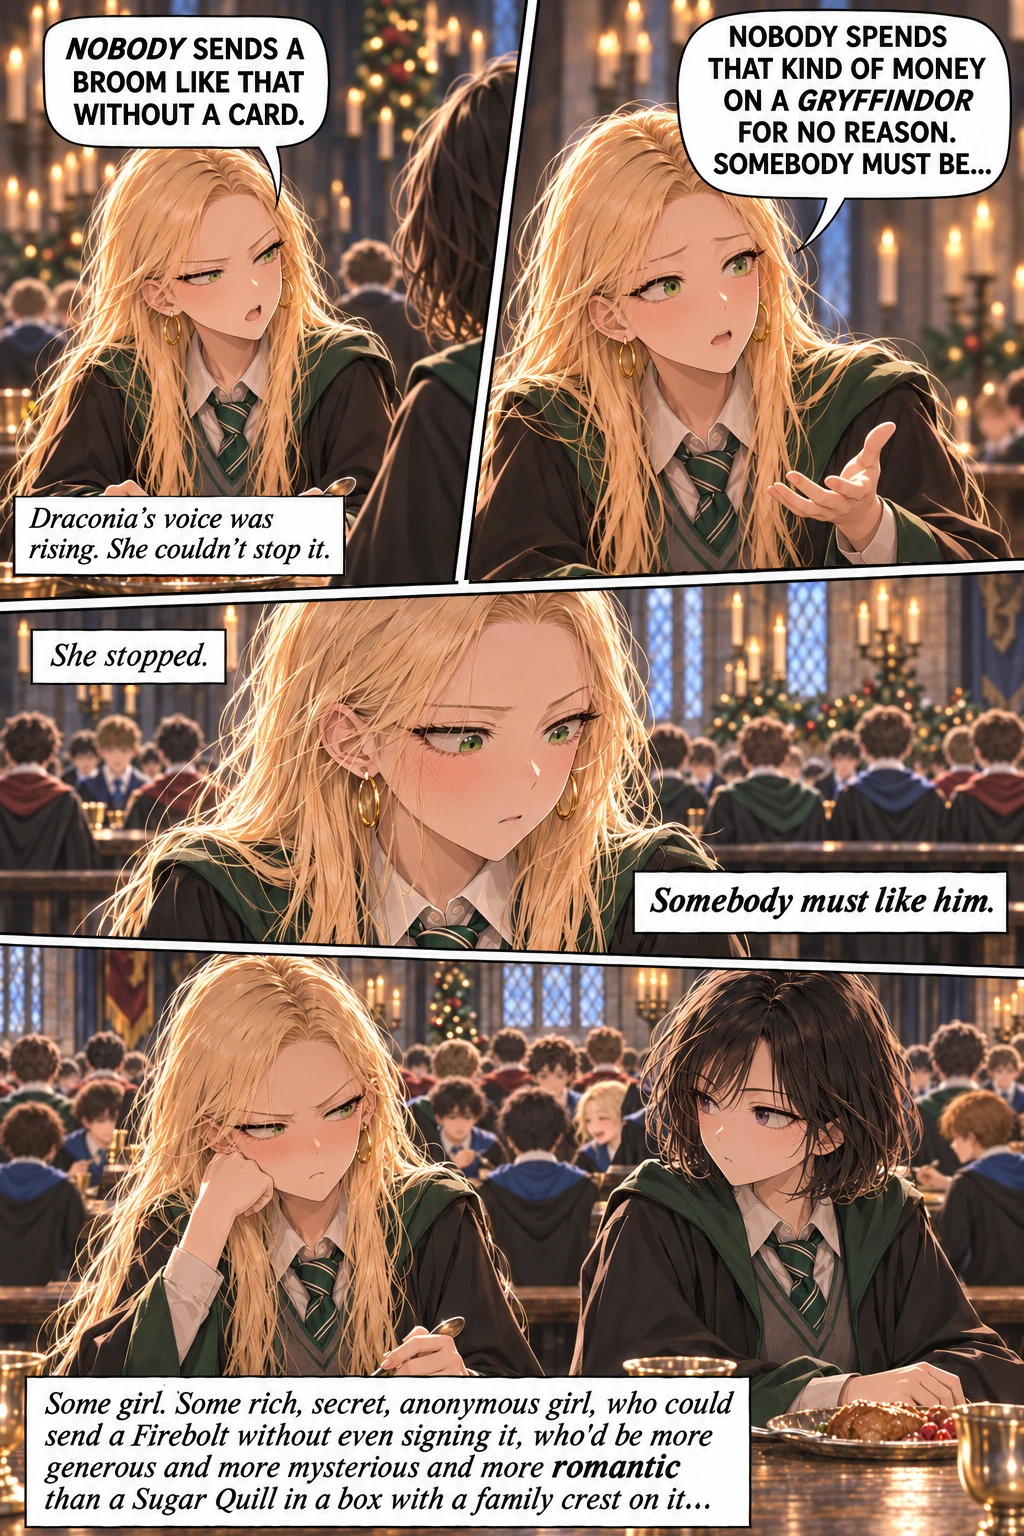 NOBODY SENDS A
BROOM LIKE THAT
WITHOUT A CARD.
NOBODY SPENDS
THAT KIND OF MONEY
ON A GRYFFINDOR
FOR NO REASON.
SOMEBODY MUST BE...
Draconia's voice was
rising. She couldn't stop it.
She stopped.
Somebody must like him.
Some girl. Some rich, secret, anonymous girl, who could
send a Firebolt without even signing it, who'd be more
generous and more mysterious and more romantic
than a Sugar Quill in a box with a family crest on it...